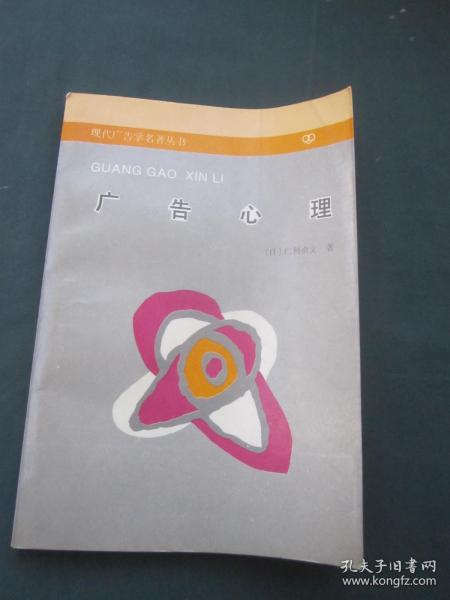 现代广告学名著丛书
GUANG GAO XIN LI
广告心理
〔日〕仁科贞文 著
孔夫子旧书网
www.kongfz.com